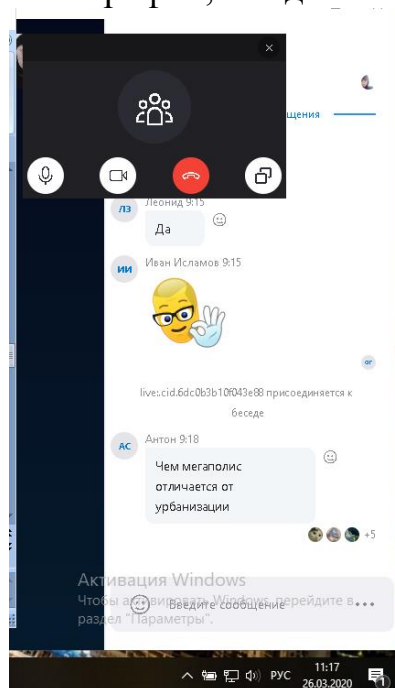 щения
ЛЗ
Леонид 9:15
Да
ИИ
Иван Исламов 9:15
ог
live:.cid.6dc0b3b10f043e88 присоединяется к
беседе
АС
Антон 9:18
Чем мегаполис
отличается от
урбанизации
+5
Активация Windows
Чтобы активировать Windows, перейдите в
раздел "Параметры".
Введите сообщение
РУС
11:17
26.03.2020
1